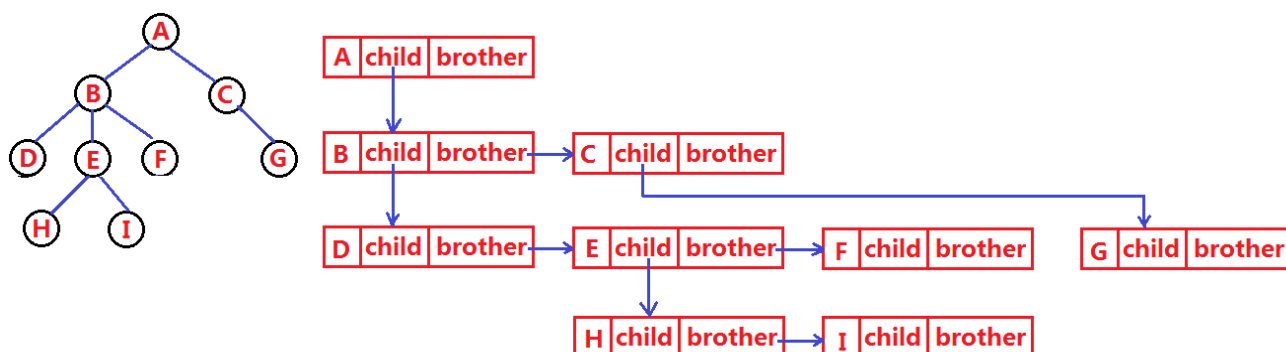 A
B C
D E F G
H I
A child brother
B child brother C child brother
D child brother E child brother F child brother G child brother
H child brother I child brother